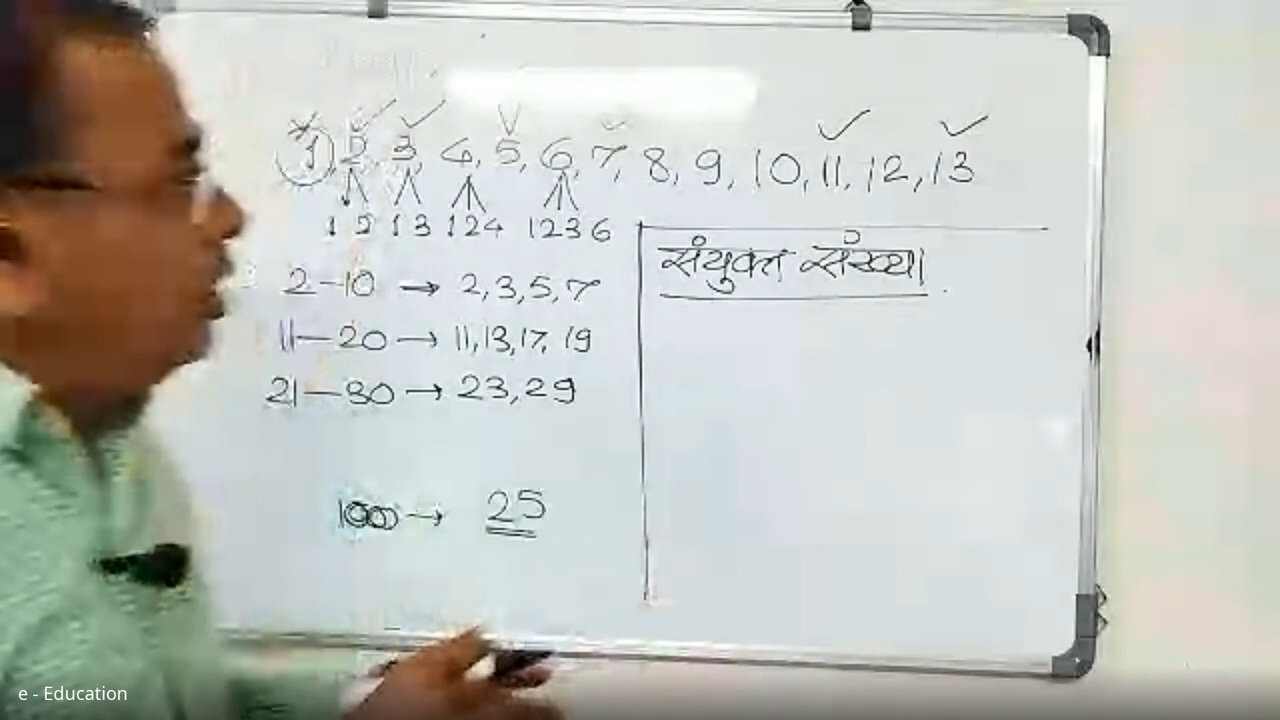 1, 2, 3, 4, 5, 6, 7, 8, 9, 10, 11, 12, 13
1 2 1 3 1 2 4 1 2 3 6
2-10 → 2, 3, 5, 7
11-20 → 11, 13, 17, 19
21-30 → 23, 29
→ 25
संयुक्त संख्या
e - Education